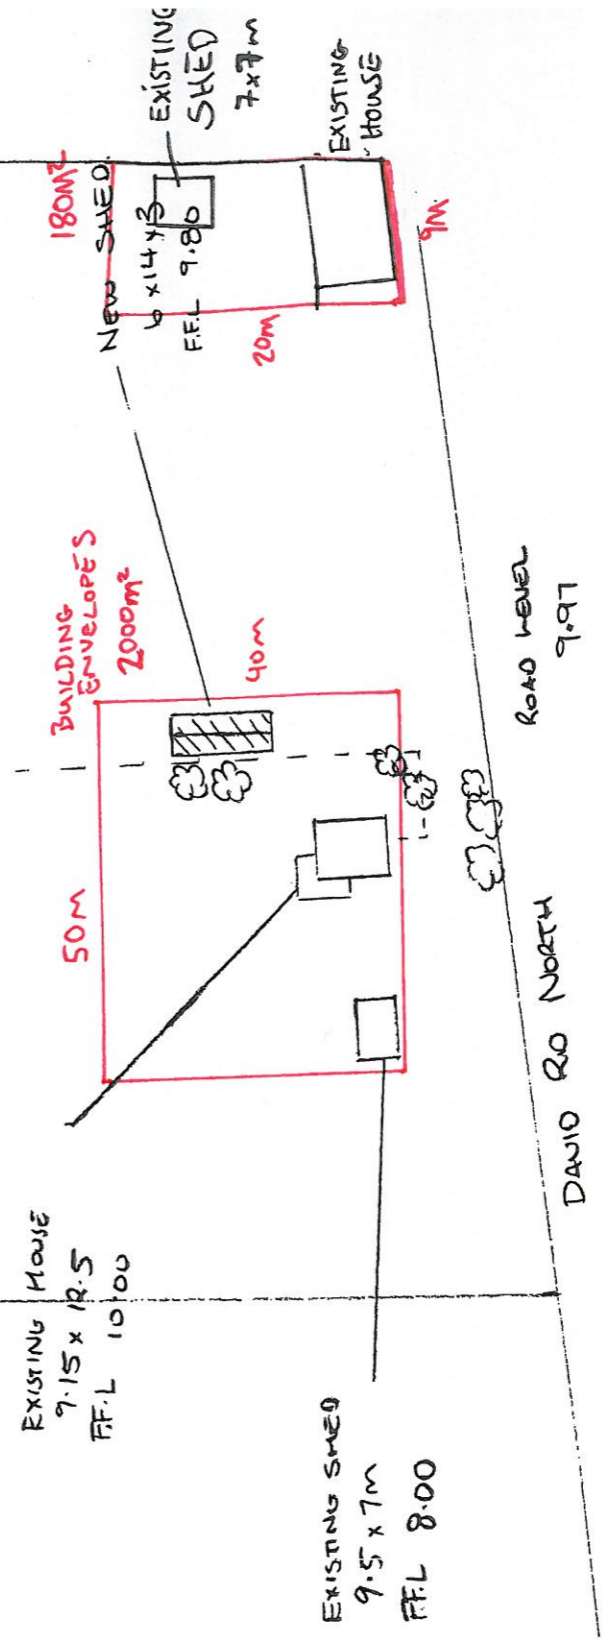 EXISTING HOUSE
9.15 x 12.5
F.F.L 10.00
EXISTING SHED
9.5 x 7m
F.F.L 8.00
50m
BUILDING
ENVELOPES
2000m²
40m
NEW SHED
6 x 14 x 3
F.F.L 9.80
180m²
20m
9m
EXISTING
SHED
7x7m
EXISTING
HOUSE
DAVID RD NORTH
ROAD LEVEL
9.97